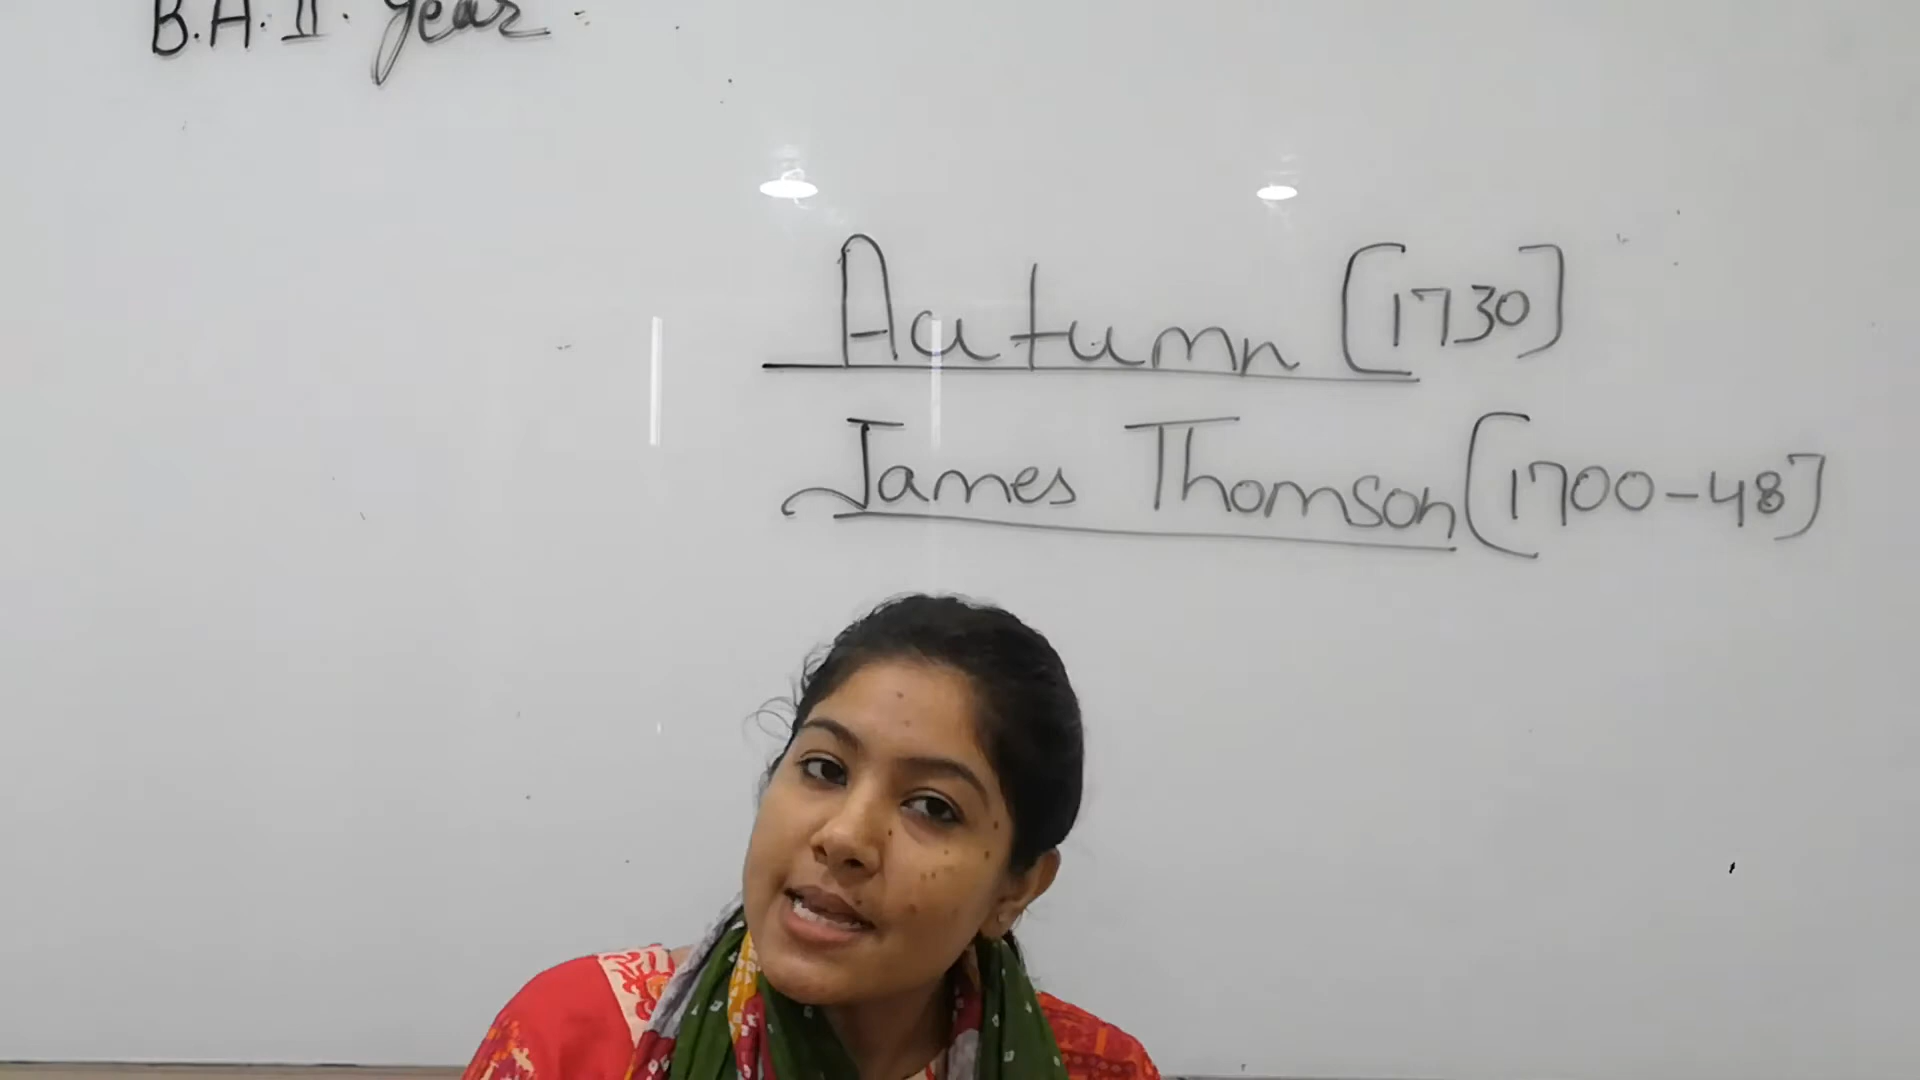 B.A. II. year
Autumn [1730]
James Thomson [1700-48]